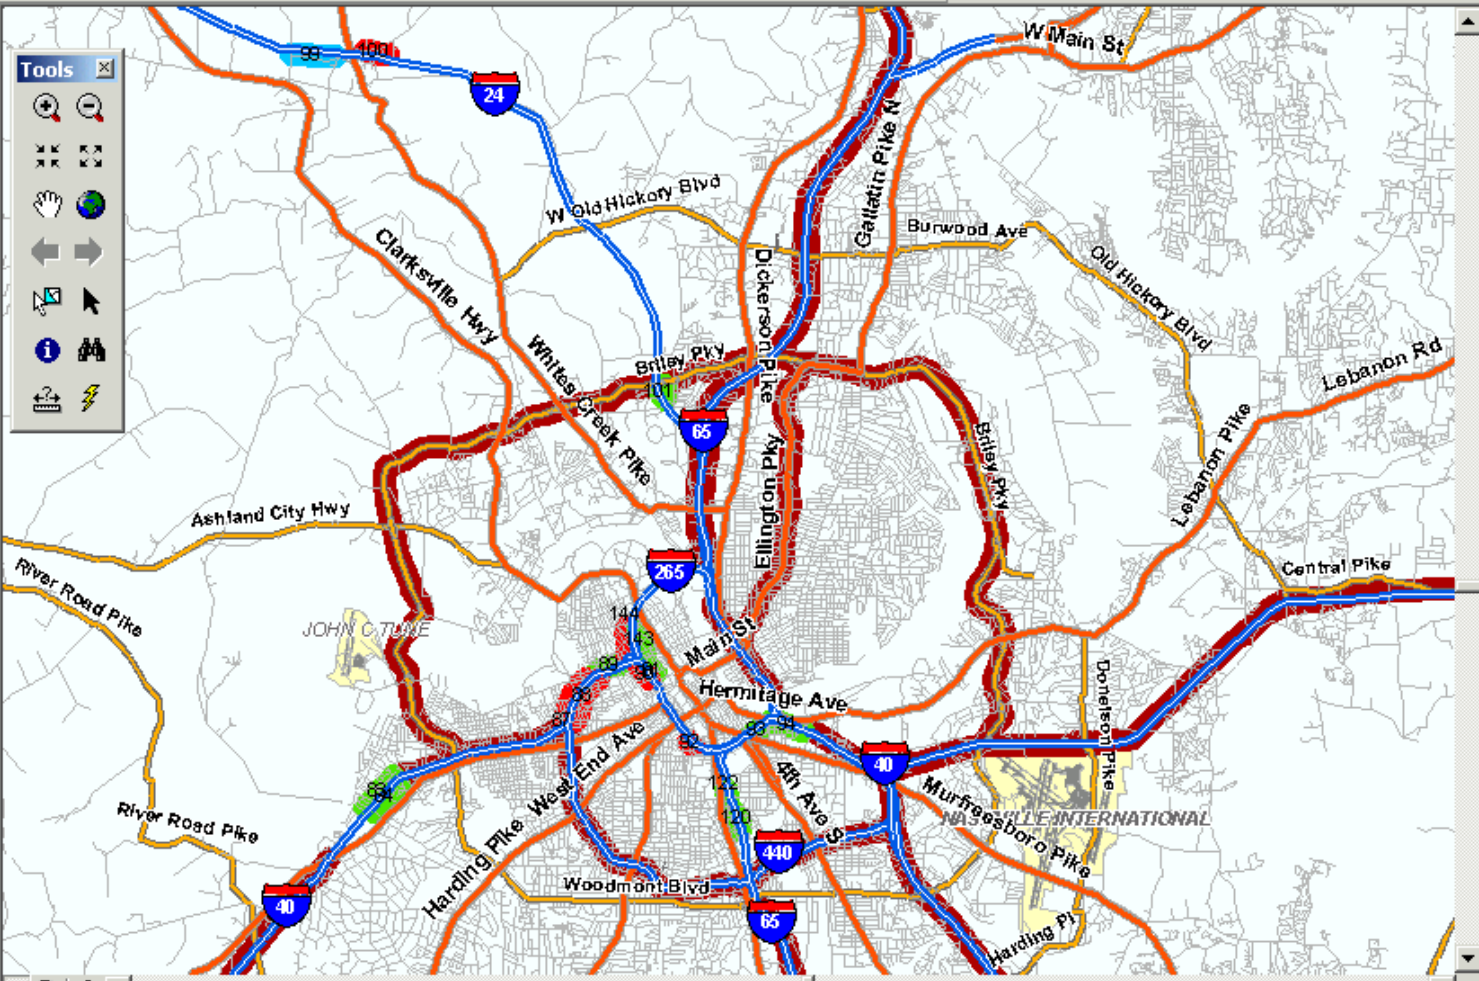 Tools
99
100
24
W Main St
Gallatin Pike N
W Old Hickory Blvd
Burwood Ave
Clarksville Hwy
Dickerson Pike
Old Hickory Blvd
Whites Creek Pike
Briley Pky
101
65
Lebanon Rd
Lebanon Pike
Briley Pky
Ellington Pky
Ashland City Hwy
River Road Pike
265
Central Pike
JOHN C TUNE
144
143
Main St
89
91
88
87
Hermitage Ave
Donelson Pike
92
93
94
West End Ave
40
84
122
120
4th Ave S
Murfreesboro Pike
NASHVILLE INTERNATIONAL
River Road Pike
Harding Pike
440
Woodmont Blvd
40
65
Harding Pl